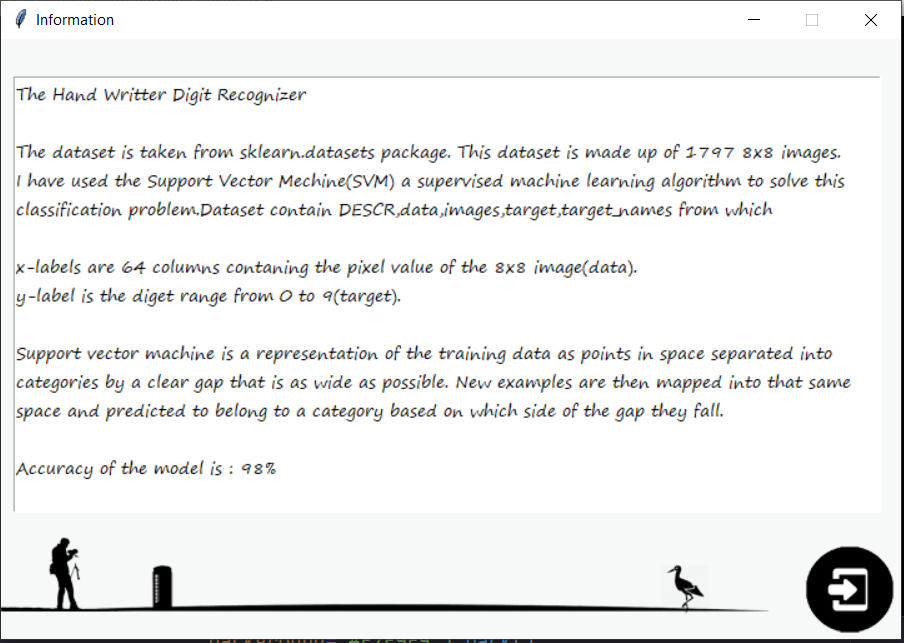 Information
The Hand Writter Digit Recognizer
The dataset is taken from sklearn.datasets package. This dataset is made up of 1797 8x8 images.
I have used the Support Vector Mechine(SVM) a supervised machine learning algorithm to solve this
classification problem.Dataset contain DESCR,data,images,target,target_names from which
x-labels are 64 columns contaning the pixel value of the 8x8 image(data).
y-label is the diget range from 0 to 9(target).
Support vector machine is a representation of the training data as points in space separated into
categories by a clear gap that is as wide as possible. New examples are then mapped into that same
space and predicted to belong to a category based on which side of the gap they fall.
Accuracy of the model is : 98%